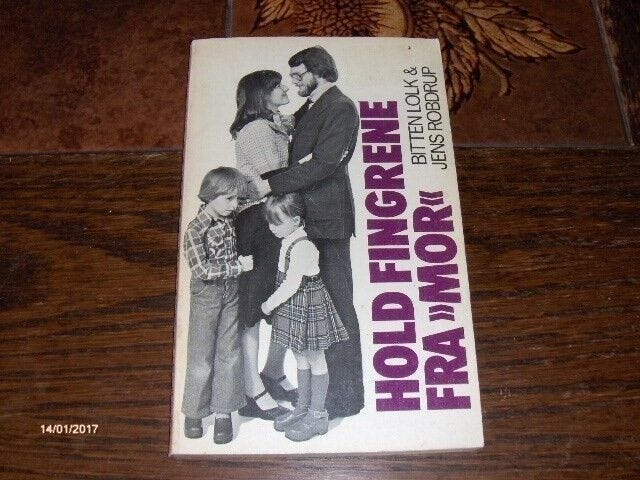 HOLD FINGRENE
FRA »MOR«
BITTEN LOLK &
JENS ROBDRUP
14/01/2017